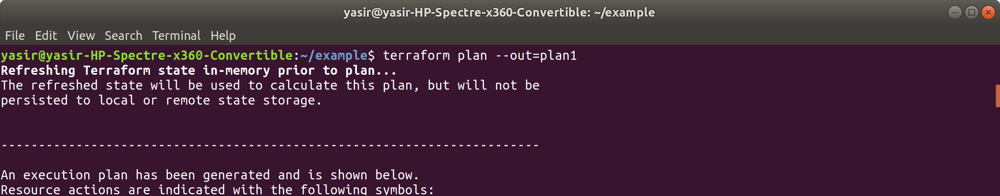 yasir@yasir-HP-Spectre-x360-Convertible: ~/example
File Edit View Search Terminal Help
yasir@yasir-HP-Spectre-x360-Convertible:~/example$ terraform plan --out=plan1
Refreshing Terraform state in-memory prior to plan...
The refreshed state will be used to calculate this plan, but will not be
persisted to local or remote state storage.
------------------------------------------------------------------------
An execution plan has been generated and is shown below.
Resource actions are indicated with the following symbols: